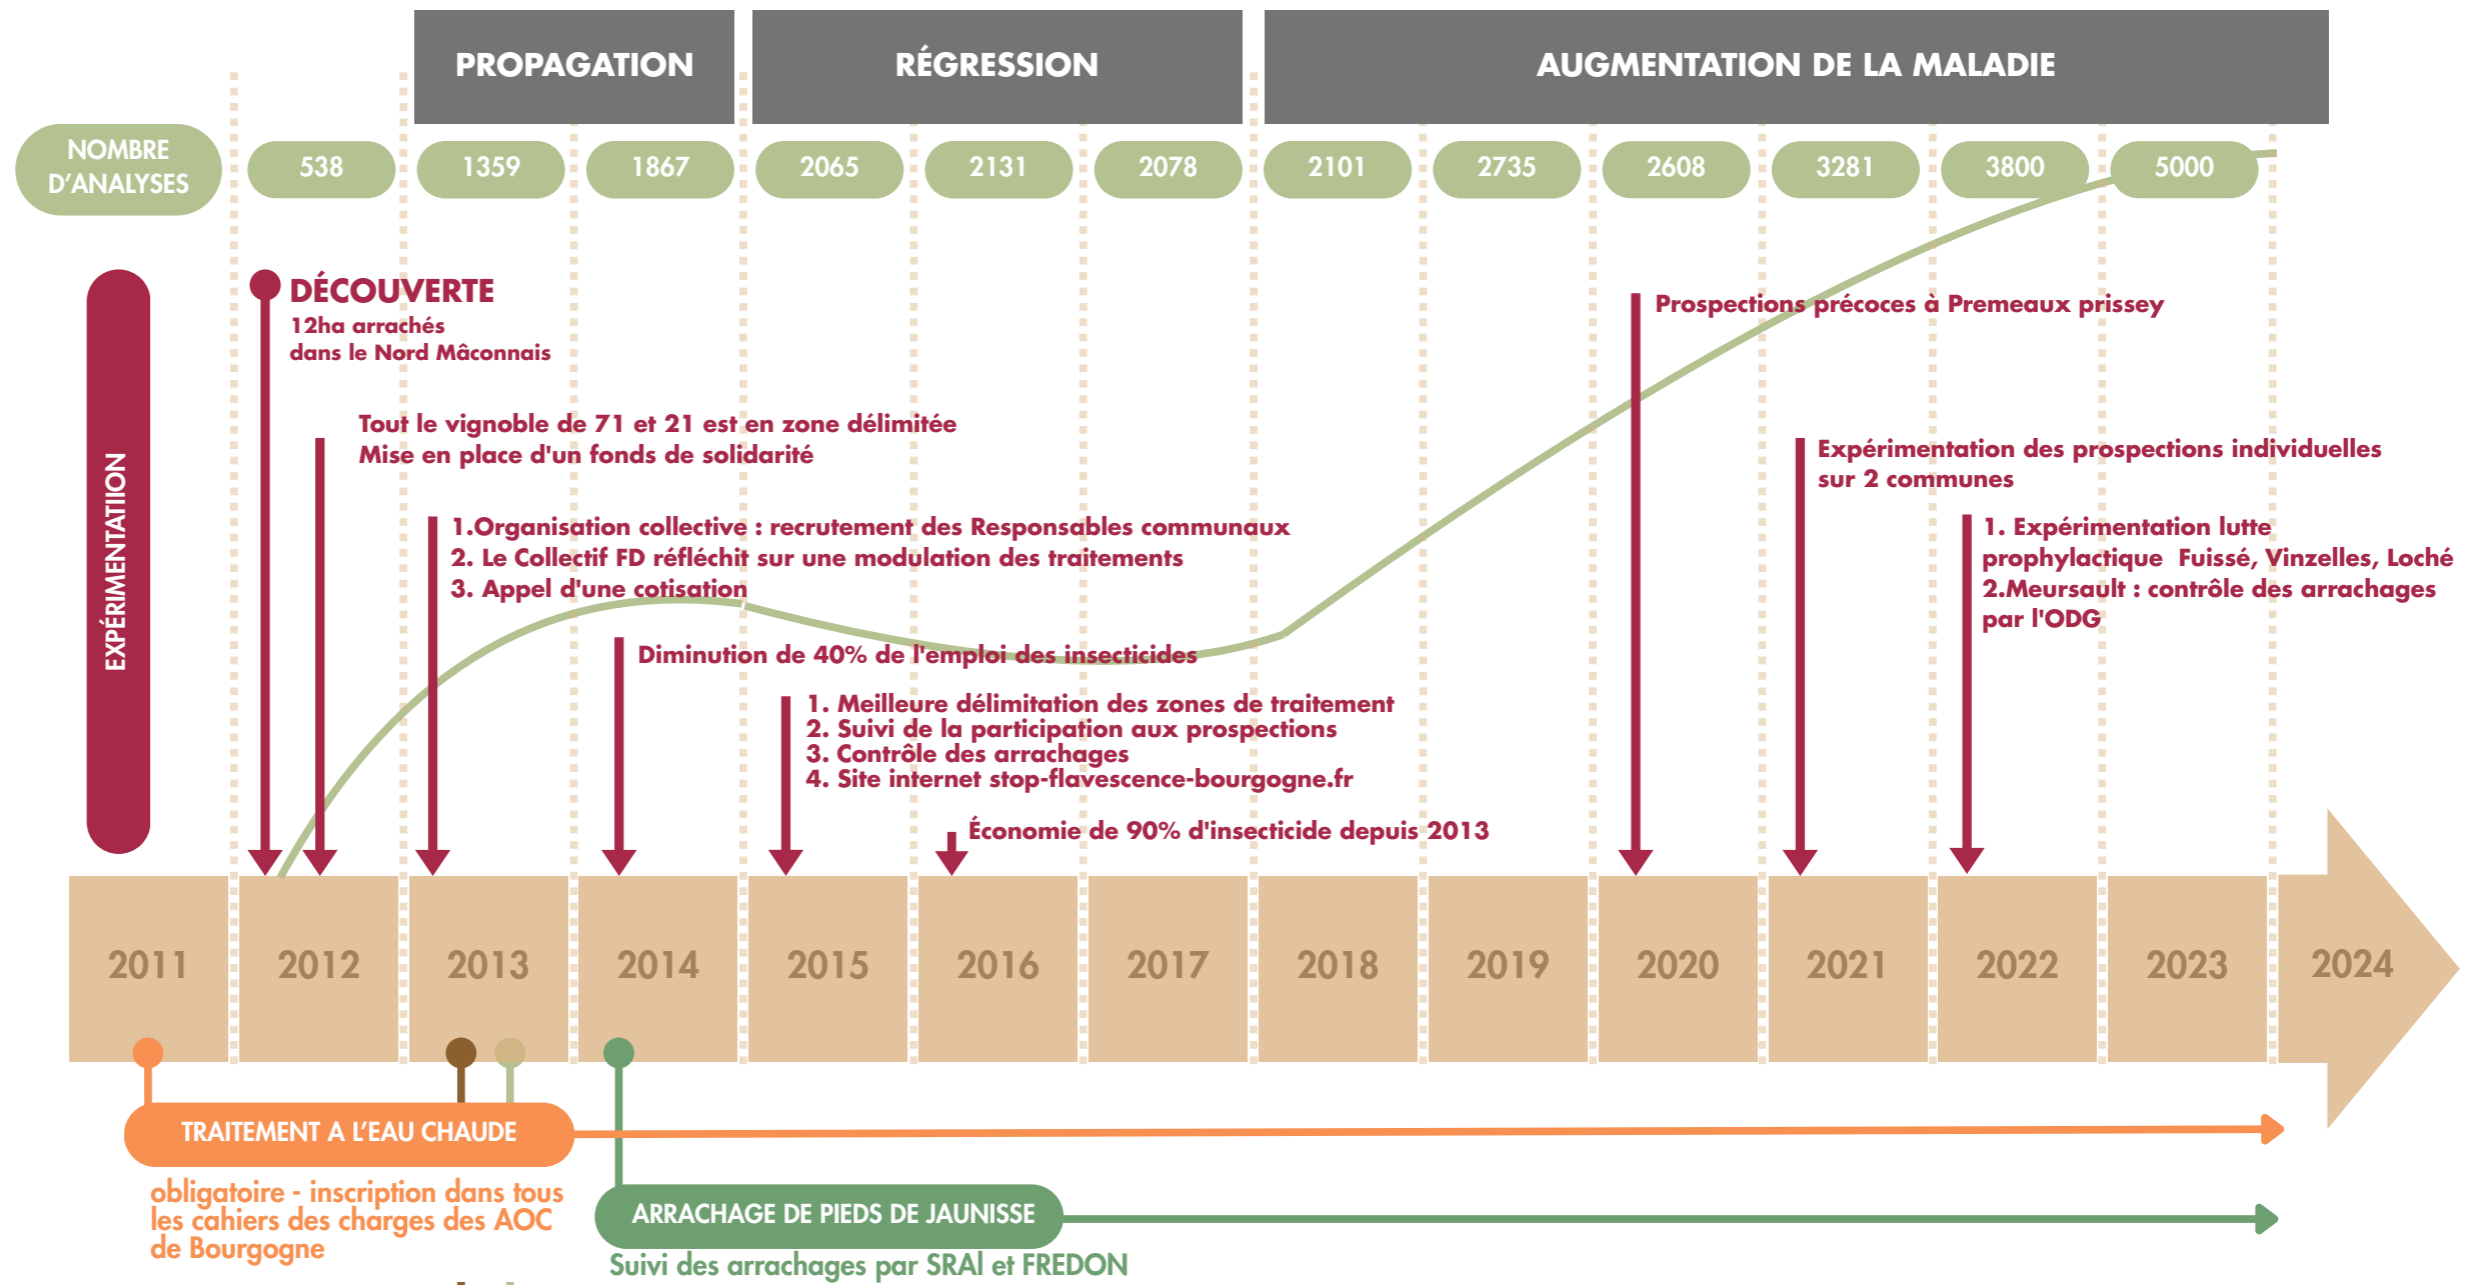 PROPAGATION
RÉGRESSION
AUGMENTATION DE LA MALADIE
NOMBRE
D'ANALYSES
538
1359
1867
2065
2131
2078
2101
2735
2608
3281
3800
5000
EXPÉRIMENTATIION
DÉCOUVERTE
12ha arrachés
dans le Nord Mâconnais
Tout le vignoble de 71 et 21 est en zone délimitée
Mise en place d'un fonds de solidarité
1.Organisation collective : recrutement des Responsables communaux
2. Le Collectif FD réfléchit sur une modulation des traitements
3. Appel d'une cotisation
Diminution de 40% de l'emploi des insecticides
1. Meilleure délimitation des zones de traitement
2. Suivi de la participation aux prospections
3. Contrôle des arrachages
4. Site internet stop-flavescence-bourgogne.fr
Économie de 90% d'insecticide depuis 2013
Prospections précoces à Premeaux prissey
Expérimentation des prospections individuelles
sur 2 communes
1. Expérimentation lutte
prophylactique Fuissé, Vinzelles, Loché
2.Meursault : contrôle des arrachages
par l'ODG
2011
2012
2013
2014
2015
2016
2017
2018
2019
2020
2021
2022
2023
2024
TRAITEMENT A L'EAU CHAUDE
obligatoire - inscription dans tous
les cahiers des charges des AOC
de Bourgogne
ARRACHAGE DE PIEDS DE JAUNISSE
Suivi des arrachages par SRAl et FREDON